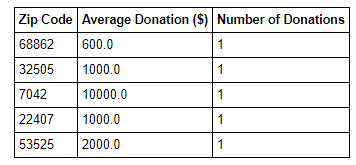 Zip Code Average Donation ($) Number of Donations
68862 600.0 1
32505 1000.0 1
7042 10000.0 1
22407 1000.0 1
53525 2000.0 1